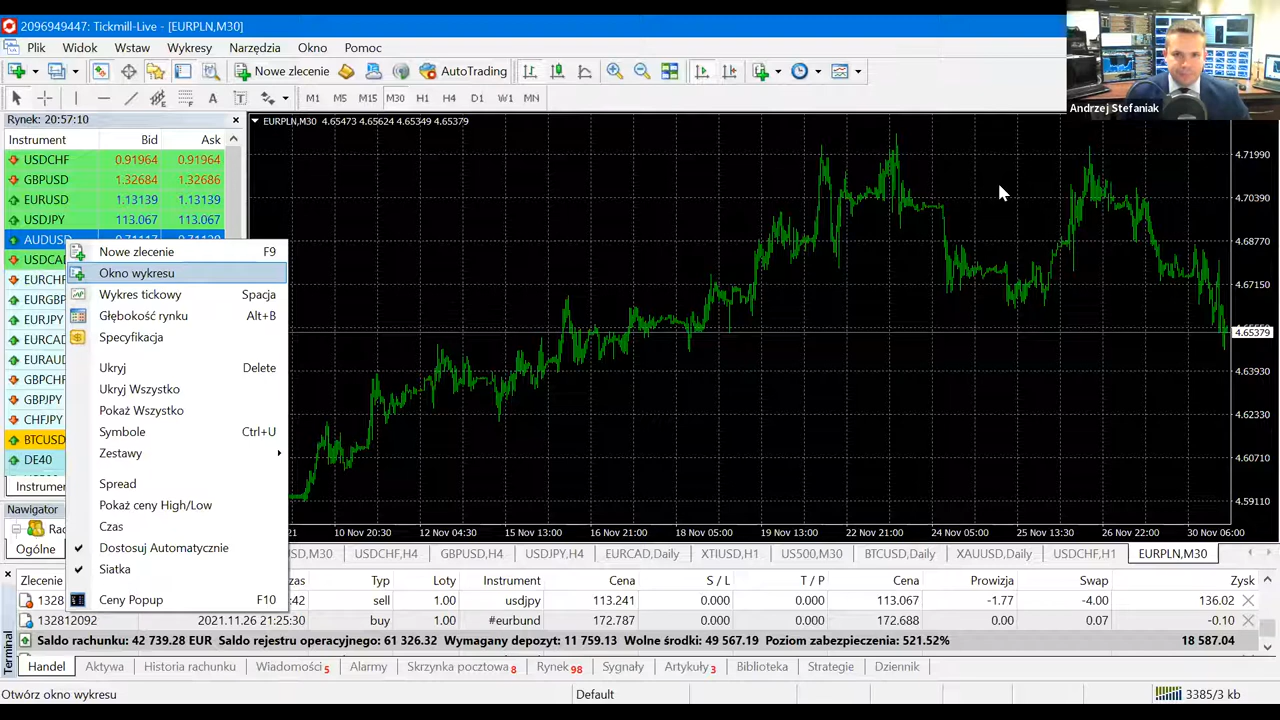 2096949447: Tickmill-Live - [EURPLN,M30]
Andrzej Stefaniak
Plik Widok Wstaw Wykresy Narzędzia Okno Pomoc
Nowe zlecenie AutoTrading
A T M1 M5 M15 M30 H1 H4 D1 W1 MN
Rynek: 20:57:10
Instrument Bid Ask
USDCHF 0.91964 0.91964
GBPUSD 1.32684 1.32686
EURUSD 1.13139 1.13139
USDJPY 113.067 113.067
AUDUSD
USDCAD
EURCHF
EURGBP
EURJPY
EURCAD
EURAUD
GBPCHF
GBPJPY
CHFJPY
BTCUSD
DE40
Instrumen
Nawigator
Ogólne
Nowe zlecenie F9
Okno wykresu
Wykres tickowy Spacja
Głębokość rynku Alt+B
Specyfikacja
Ukryj Delete
Ukryj Wszystko
Pokaż Wszystko
Symbole Ctrl+U
Zestawy
Spread
Pokaż ceny High/Low
Czas
Dostosuj Automatycznie
Siatka
Ceny Popup F10
EURPLN,M30 4.65473 4.65624 4.65349 4.65379
4.71990
4.70390
4.68770
4.67150
4.65379
4.63930
4.62330
4.60710
4.59110
21 10 Nov 20:30 12 Nov 04:30 15 Nov 13:00 16 Nov 21:00 18 Nov 05:00 19 Nov 13:00 22 Nov 21:00 24 Nov 05:00 25 Nov 13:30 26 Nov 22:00 30 Nov 06:00
SD,M30 USDCHF,H4 GBPUSD,H4 USDJPY,H4 EURCAD,Daily XTIUSD,H1 US500,M30 BTCUSD,Daily XAUUSD,Daily USDCHF,H1 EURPLN,M30
Zlecenie zas Typ Loty Instrument Cena S / L T / P Cena Prowizja Swap Zysk
1328 :42 sell 1.00 usdjpy 113.241 0.000 0.000 113.067 -1.77 -4.00 136.02
132812092 2021.11.26 21:25:30 buy 1.00 #eurbund 172.787 0.000 0.000 172.688 0.00 0.07 -0.10
Saldo rachunku: 42 739.28 EUR Saldo rejestru operacyjnego: 61 326.32 Wymagany depozyt: 11 759.13 Wolne środki: 49 567.19 Poziom zabezpieczenia: 521.52% 18 587.04
Terminal
Handel Aktywa Historia rachunku Wiadomości 5 Alarmy Skrzynka pocztowa 8 Rynek 98 Sygnały Artykuły 3 Biblioteka Strategie Dziennik
Otwórz okno wykresu Default 3385/3 kb